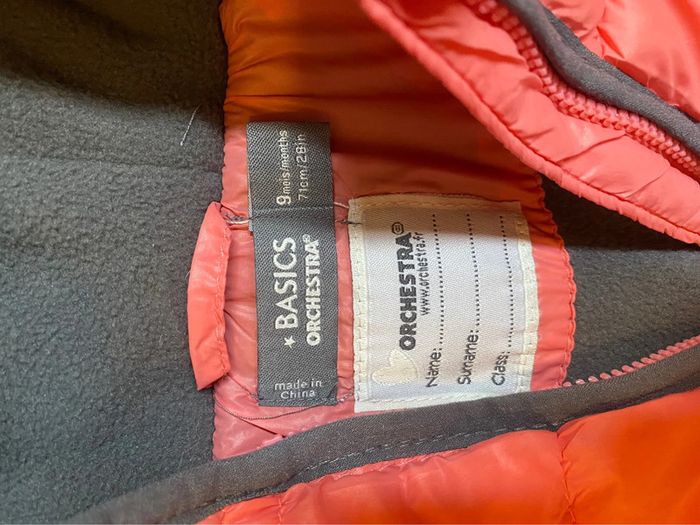 ★ BASICS
ORCHESTRA®
9 mois/months
71cm/28in
made in
China
ORCHESTRA®
www.orchestra.fr
Name:..................
Surname:..................
Class:..................